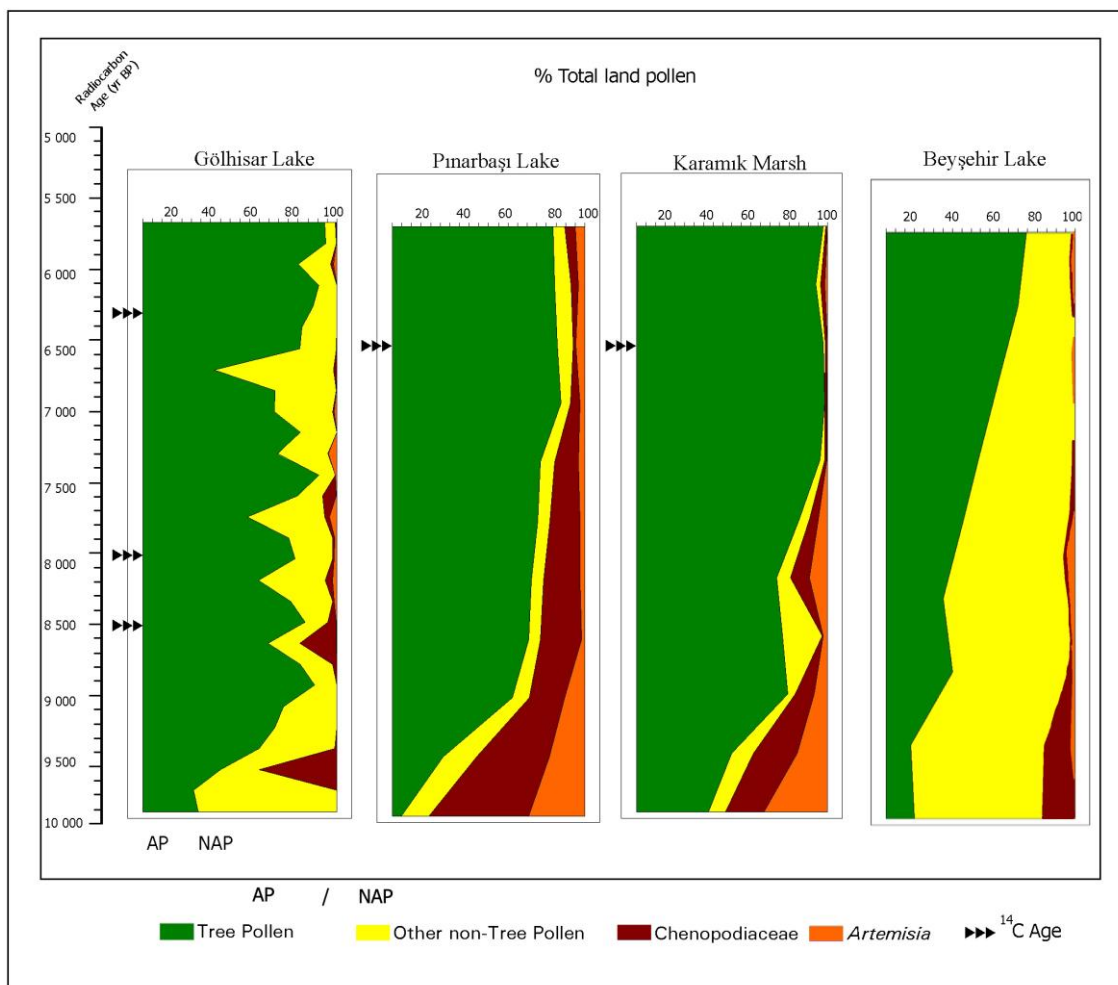 Radiocarbon
Age (yr BP)
% Total land pollen
5 000
5 500
6 000
6 500
7 000
7 500
8 000
8 500
9 000
9 500
10 000
Gölhisar Lake
20 40 60 80 100
Pınarbaşı Lake
20 40 60 80 100
Karamık Marsh
20 40 60 80 100
Beyşehir Lake
20 40 60 80 100
AP NAP
AP / NAP
Tree Pollen
Other non-Tree Pollen
Chenopodiaceae
Artemisia
14C Age